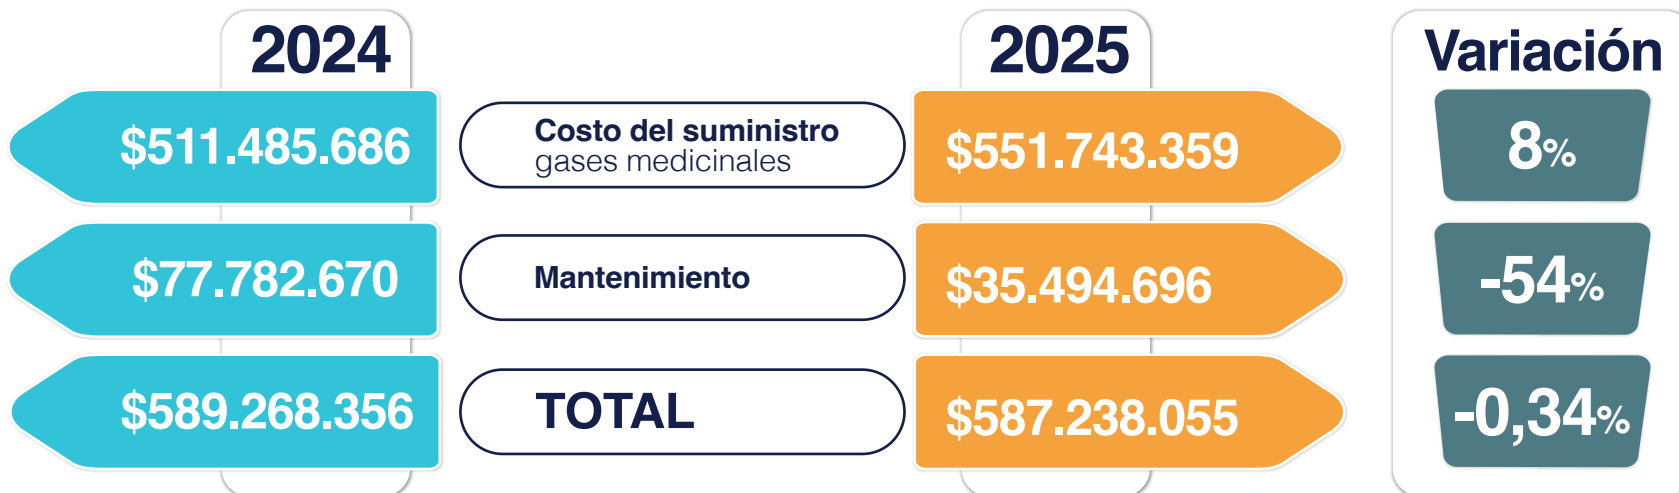 2024 2025 Variación
$511.485.686 Costo del suministro $551.743.359 8%
gases medicinales
$77.782.670 Mantenimiento $35.494.696 -54%
$589.268.356 TOTAL $587.238.055 -0,34%